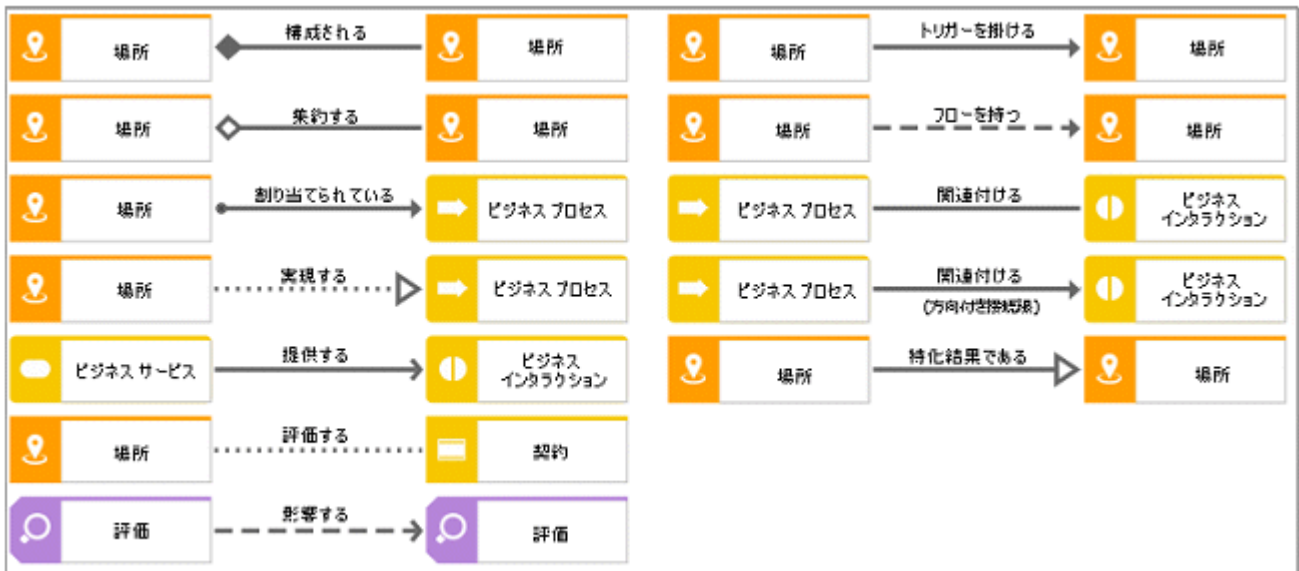 場所
構成される
場所
場所
集約する
場所
場所
割り当てられている
ビジネス プロセス
場所
実現する
ビジネス プロセス
ビジネス サービス
提供する
ビジネス
インタラクション
場所
評価する
契約
評価
影響する
評価
場所
トリガーを掛ける
場所
場所
フローを持つ
場所
ビジネス プロセス
関連付ける
ビジネス
インタラクション
ビジネス プロセス
関連付ける
(方向付き接続線)
ビジネス
インタラクション
場所
特化結果である
場所